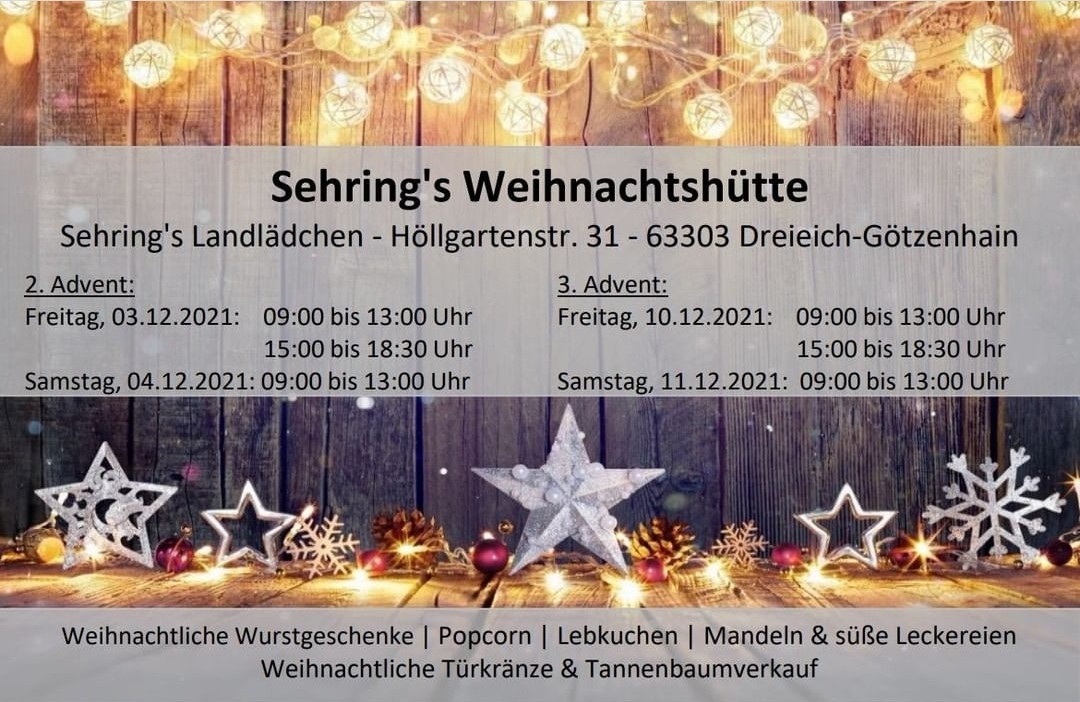 Sehring's Weihnachtshütte
Sehring's Landlädchen - Höllgartenstr. 31 - 63303 Dreieich-Götzenhain
2. Advent:
Freitag, 03.12.2021: 09:00 bis 13:00 Uhr
15:00 bis 18:30 Uhr
Samstag, 04.12.2021: 09:00 bis 13:00 Uhr
3. Advent:
Freitag, 10.12.2021: 09:00 bis 13:00 Uhr
15:00 bis 18:30 Uhr
Samstag, 11.12.2021: 09:00 bis 13:00 Uhr
Weihnachtliche Wurstgeschenke | Popcorn | Lebkuchen | Mandeln & süße Leckereien
Weihnachtliche Türkränze & Tannenbaumverkauf